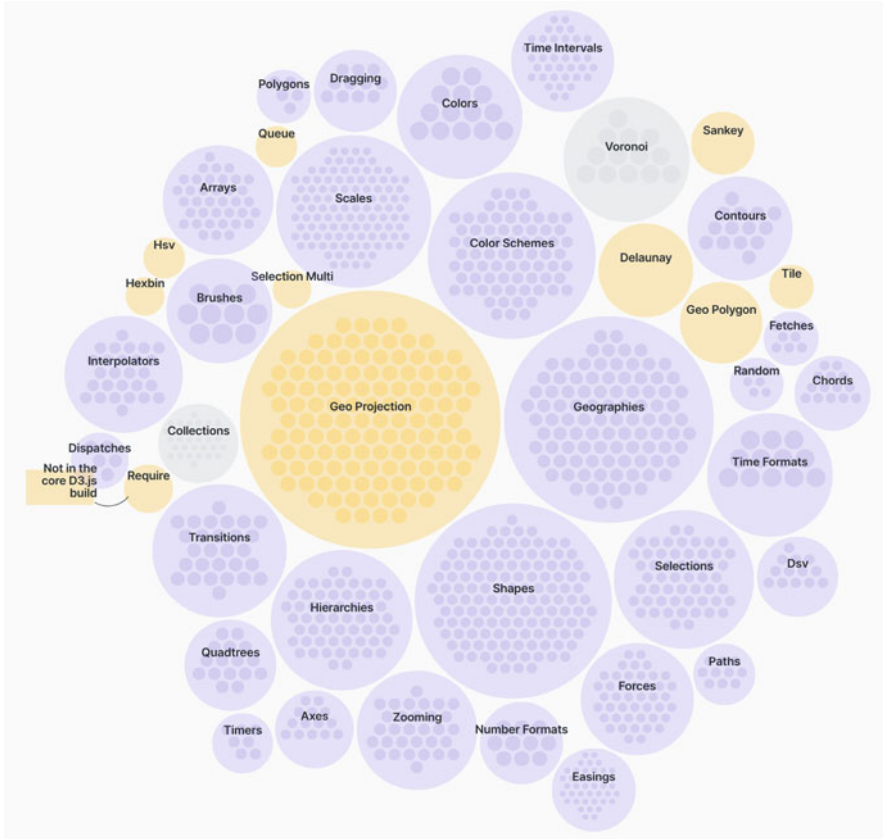 Time Intervals
Polygons
Dragging
Colors
Queue
Sankey
Voronoi
Arrays
Scales
Contours
Color Schemes
Hsv
Delaunay
Selection Multi
Tile
Hexbin
Brushes
Geo Polygon
Fetches
Interpolators
Random
Chords
Geo Projection
Geographies
Collections
Dispatches
Time Formats
Not in the
core D3.js
build
Require
Transitions
Selections
Dsv
Shapes
Hierarchies
Quadtrees
Paths
Forces
Axes
Zooming
Timers
Number Formats
Easings